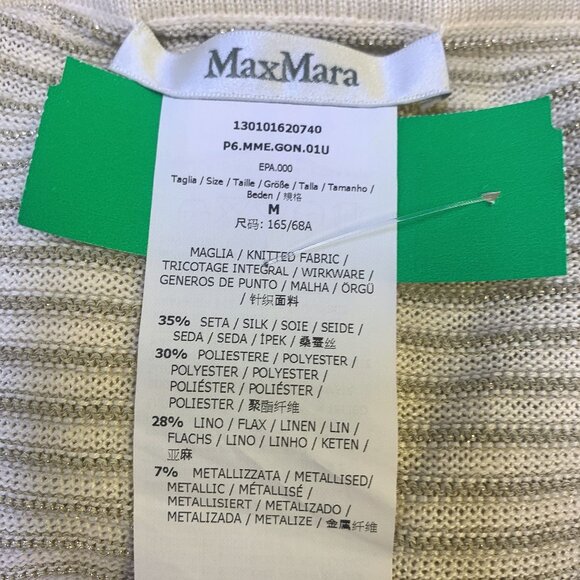 MaxMara
130101620740
P6.MME.GON.01U
EPA.000
Taglia / Size / Taille / Größe / Talla / Tamanho /
Beden / 规格
M
尺码: 165/68A
MAGLIA / KNITTED FABRIC /
TRICOTAGE INTEGRAL / WIRKWARE /
GENEROS DE PUNTO / MALHA / ÖRGÜ
/ 针织面料
35% SETA / SILK / SOIE / SEIDE /
SEDA / SEDA / İPEK / 桑蚕丝
30% POLIESTERE / POLYESTER /
POLYESTER / POLYESTER /
POLIÉSTER / POLIÉSTER /
POLIESTER / 聚酯纤维
28% LINO / FLAX / LINEN / LIN /
FLACHS / LINO / LINHO / KETEN /
亚麻
7% METALLIZZATA / METALLISED/
METALLIC / MÉTALLISÉ /
METALLISIERT / METALIZADO /
METALIZADA / METALIZE / 金属纤维